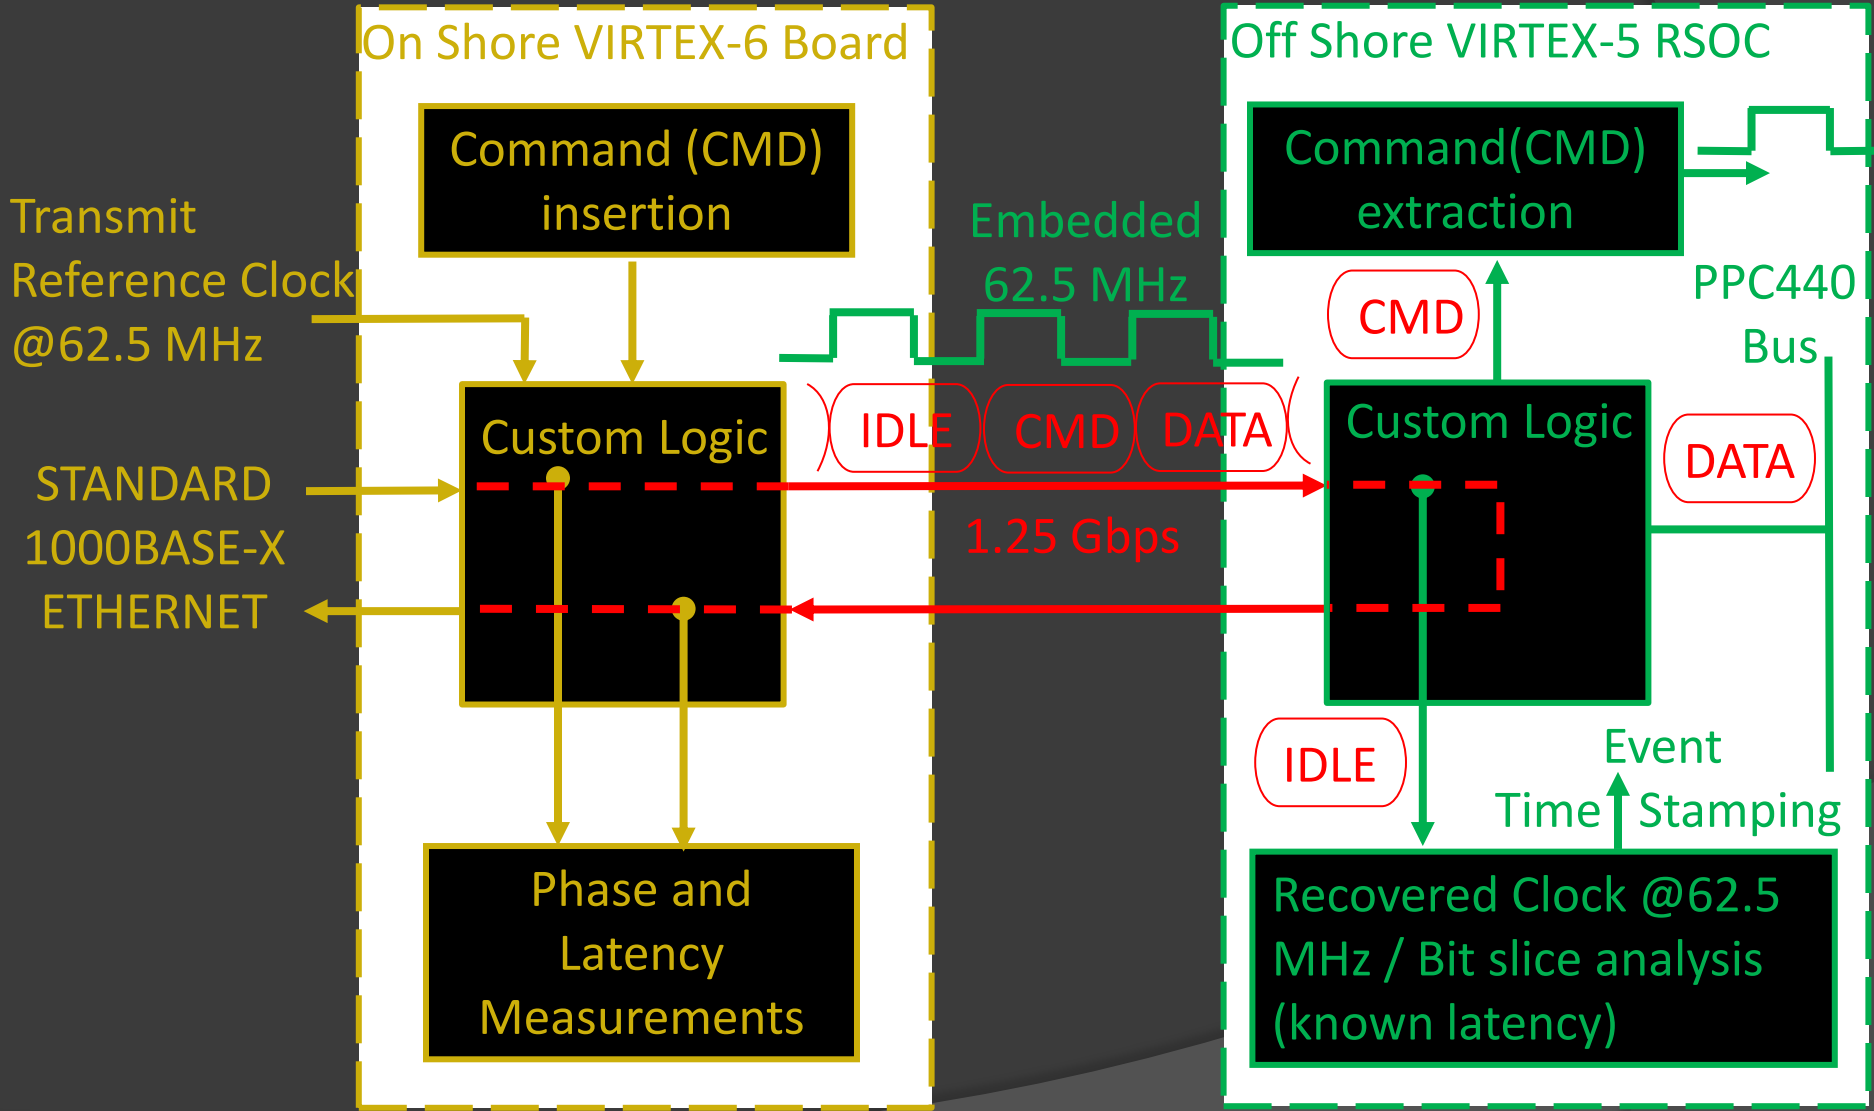 On Shore VIRTEX-6 Board
Command (CMD)
insertion
Transmit
Reference Clock
@62.5 MHz
Custom Logic
STANDARD
1000BASE-X
ETHERNET
Phase and
Latency
Measurements
Embedded
62.5 MHz
IDLE
CMD
DATA
1.25 Gbps
Off Shore VIRTEX-5 RSOC
Command(CMD)
extraction
CMD
PPC440
Bus
Custom Logic
DATA
IDLE
Event
Time Stamping
Recovered Clock @62.5
MHz / Bit slice analysis
(known latency)